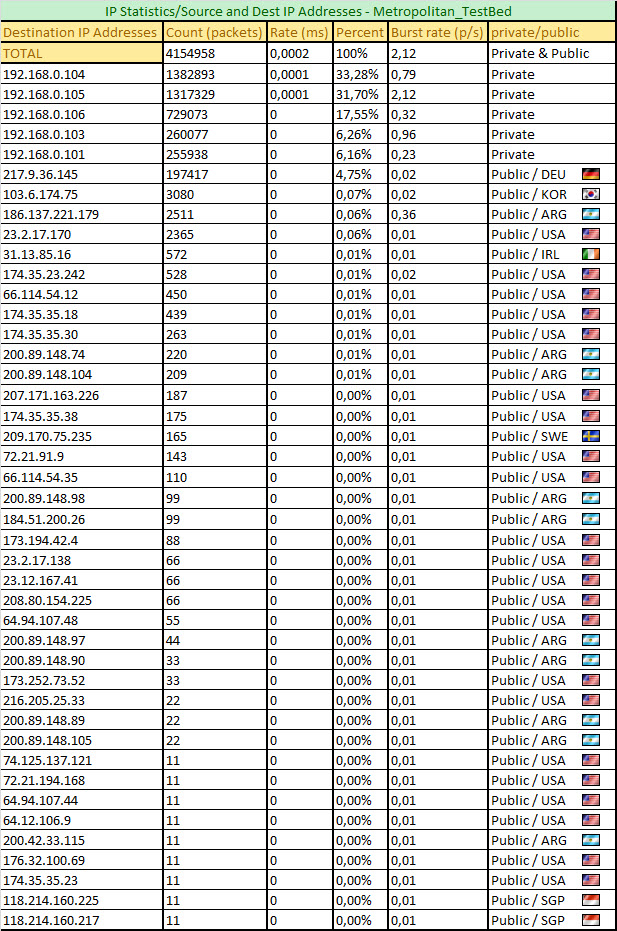 IP Statistics/Source and Dest IP Addresses - Metropolitan_TestBed
Destination IP Addresses Count (packets) Rate (ms) Percent Burst rate (p/s) private/public
TOTAL 4154958 0,0002 100% 2,12 Private & Public
192.168.0.104 1382893 0,0001 33,28% 0,79 Private
192.168.0.105 1317329 0,0001 31,70% 2,12 Private
192.168.0.106 729073 0 17,55% 0,32 Private
192.168.0.103 260077 0 6,26% 0,96 Private
192.168.0.101 255938 0 6,16% 0,23 Private
217.9.36.145 197417 0 4,75% 0,02 Public / DEU
103.6.174.75 3080 0 0,07% 0,02 Public / KOR
186.137.221.179 2511 0 0,06% 0,36 Public / ARG
23.2.17.170 2365 0 0,06% 0,01 Public / USA
31.13.85.16 572 0 0,01% 0,01 Public / IRL
174.35.23.242 528 0 0,01% 0,02 Public / USA
66.114.54.12 450 0 0,01% 0,01 Public / USA
174.35.35.18 439 0 0,01% 0,01 Public / USA
174.35.35.30 263 0 0,01% 0,01 Public / USA
200.89.148.74 220 0 0,01% 0,01 Public / ARG
200.89.148.104 209 0 0,01% 0,01 Public / ARG
207.171.163.226 187 0 0,00% 0,01 Public / USA
174.35.35.38 175 0 0,00% 0,01 Public / USA
209.170.75.235 165 0 0,00% 0,01 Public / SWE
72.21.91.9 143 0 0,00% 0,01 Public / USA
66.114.54.35 110 0 0,00% 0,01 Public / USA
200.89.148.98 99 0 0,00% 0,01 Public / ARG
184.51.200.26 99 0 0,00% 0,01 Public / ARG
173.194.42.4 88 0 0,00% 0,01 Public / USA
23.2.17.138 66 0 0,00% 0,01 Public / USA
23.12.167.41 66 0 0,00% 0,01 Public / USA
208.80.154.225 66 0 0,00% 0,01 Public / USA
64.94.107.48 55 0 0,00% 0,01 Public / USA
200.89.148.97 44 0 0,00% 0,01 Public / ARG
200.89.148.90 33 0 0,00% 0,01 Public / ARG
173.252.73.52 33 0 0,00% 0,01 Public / USA
216.205.25.33 22 0 0,00% 0,01 Public / USA
200.89.148.89 22 0 0,00% 0,01 Public / ARG
200.89.148.105 22 0 0,00% 0,01 Public / ARG
74.125.137.121 11 0 0,00% 0,01 Public / USA
72.21.194.168 11 0 0,00% 0,01 Public / USA
64.94.107.44 11 0 0,00% 0,01 Public / USA
64.12.106.9 11 0 0,00% 0,01 Public / USA
200.42.33.115 11 0 0,00% 0,01 Public / ARG
176.32.100.69 11 0 0,00% 0,01 Public / USA
174.35.35.23 11 0 0,00% 0,01 Public / USA
118.214.160.225 11 0 0,00% 0,01 Public / SGP
118.214.160.217 11 0 0,00% 0,01 Public / SGP